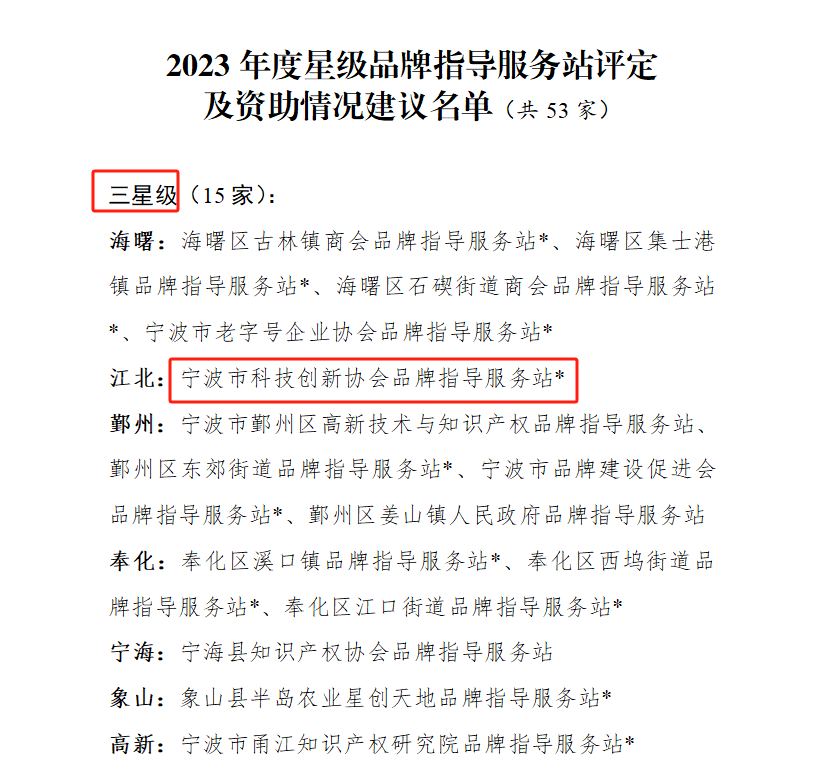 2023 年度星级品牌指导服务站评定
及资助情况建议名单（共 53 家）
三星级（15 家）：
海曙：海曙区古林镇商会品牌指导服务站*、海曙区集士港
镇品牌指导服务站*、海曙区石碶街道商会品牌指导服务站
*、宁波市老字号企业协会品牌指导服务站*
江北：宁波市科技创新协会品牌指导服务站*
鄞州：宁波市鄞州区高新技术与知识产权品牌指导服务站、
鄞州区东郊街道品牌指导服务站*、宁波市品牌建设促进会
品牌指导服务站*、鄞州区姜山镇人民政府品牌指导服务站
奉化：奉化区溪口镇品牌指导服务站*、奉化区西坞街道品
牌指导服务站*、奉化区江口街道品牌指导服务站*
宁海：宁海县知识产权协会品牌指导服务站
象山：象山县半岛农业星创天地品牌指导服务站*
高新：宁波市甬江知识产权研究院品牌指导服务站*